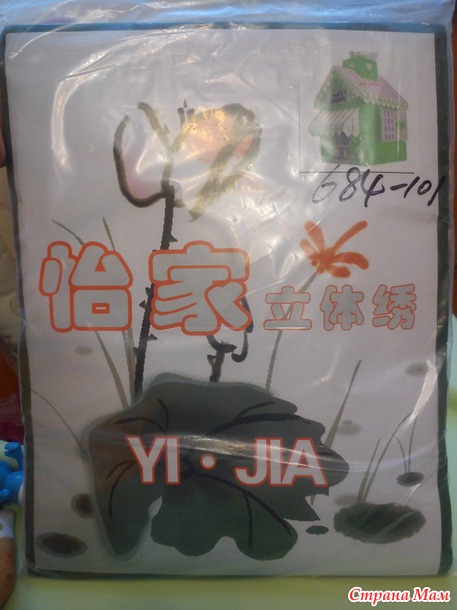 684-101
怡家立体绣
YI·JIA
Страна Мам